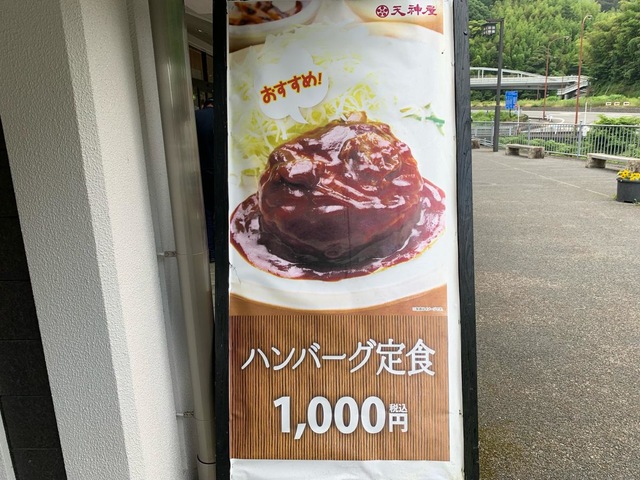 天神屋
おすすめ!
ハンバーグ定食
1,000円
税込